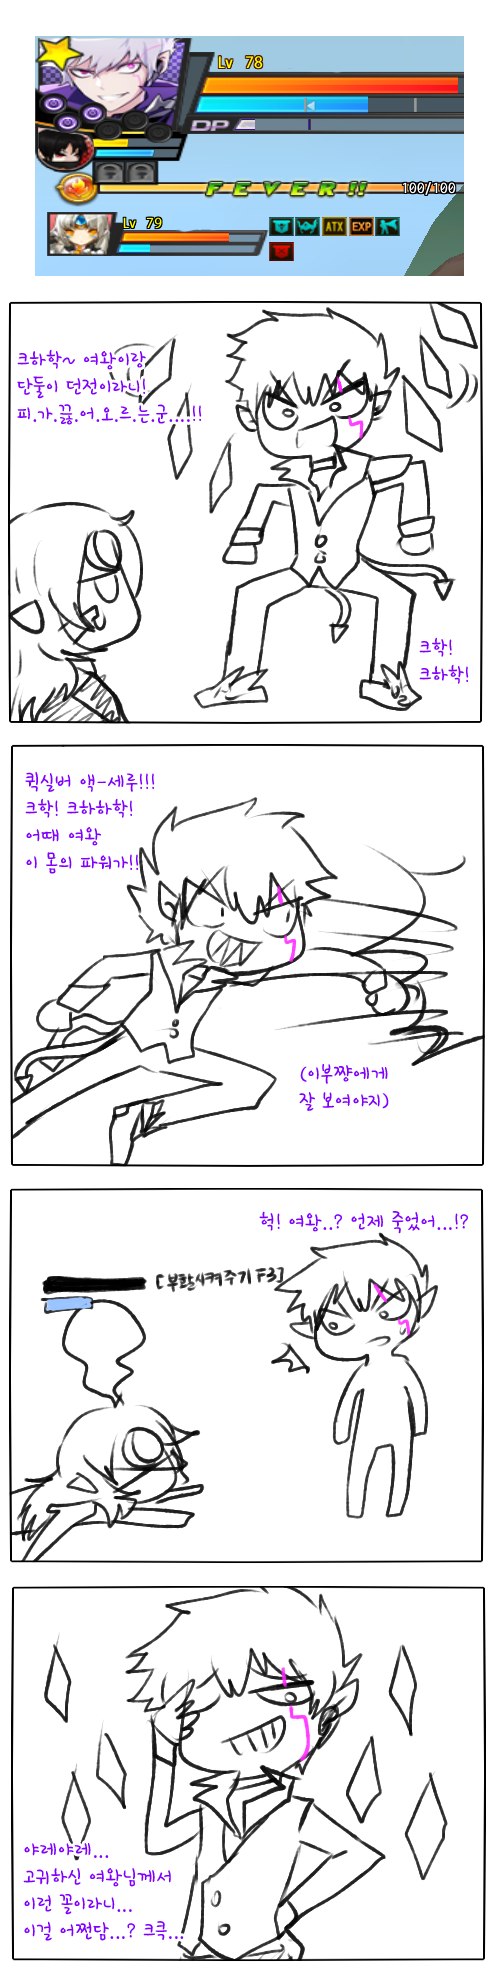 Lv 78
DP
FEVER!!
100/100
Lv 79
ATX
EXP
크하학~ 여왕이랑
단둘이 던전이라니!
피.가.끓.어.오.르.는.군....!!
크학!
크하학!
퀵실버 액-세루!!!
크학! 크하하학!
어때 여왕
이 몸의 파워가!!
(이부쨩에게
잘 보여야지)
헉! 여왕..? 언제 죽었어...!?
[부활시켜주기 F3]
야레야레...
고귀하신 여왕님께서
이런 꼴이라니...
이걸 어쩐담...? 크큭...